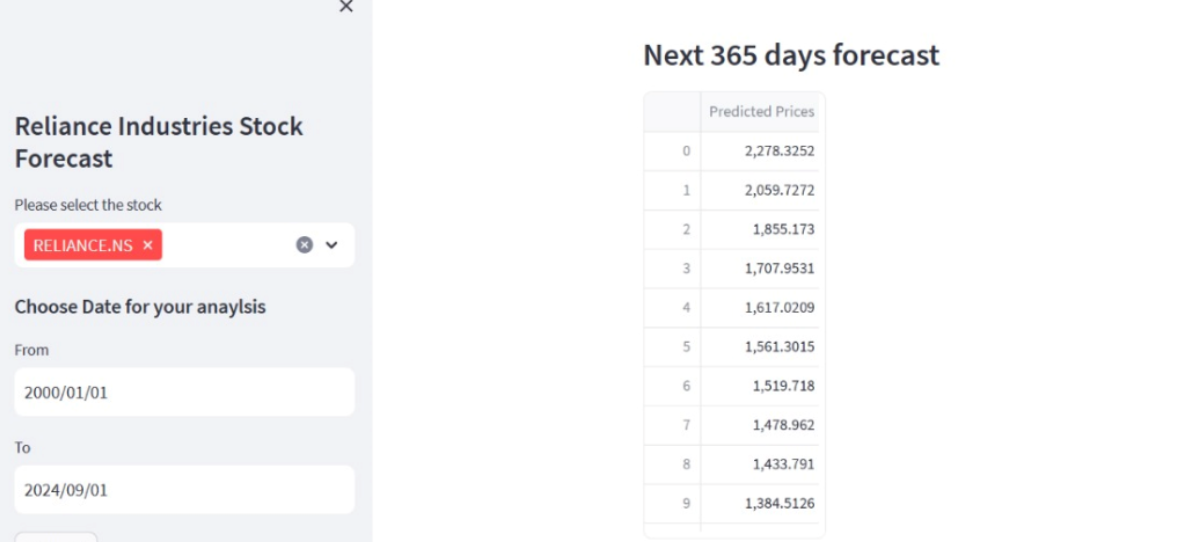 ×
Reliance Industries Stock
Forecast
Please select the stock
RELIANCE.NS ×
Choose Date for your anaylsis
From
2000/01/01
To
2024/09/01
Next 365 days forecast
Predicted Prices
0 2,278.3252
1 2,059.7272
2 1,855.173
3 1,707.9531
4 1,617.0209
5 1,561.3015
6 1,519.718
7 1,478.962
8 1,433.791
9 1,384.5126